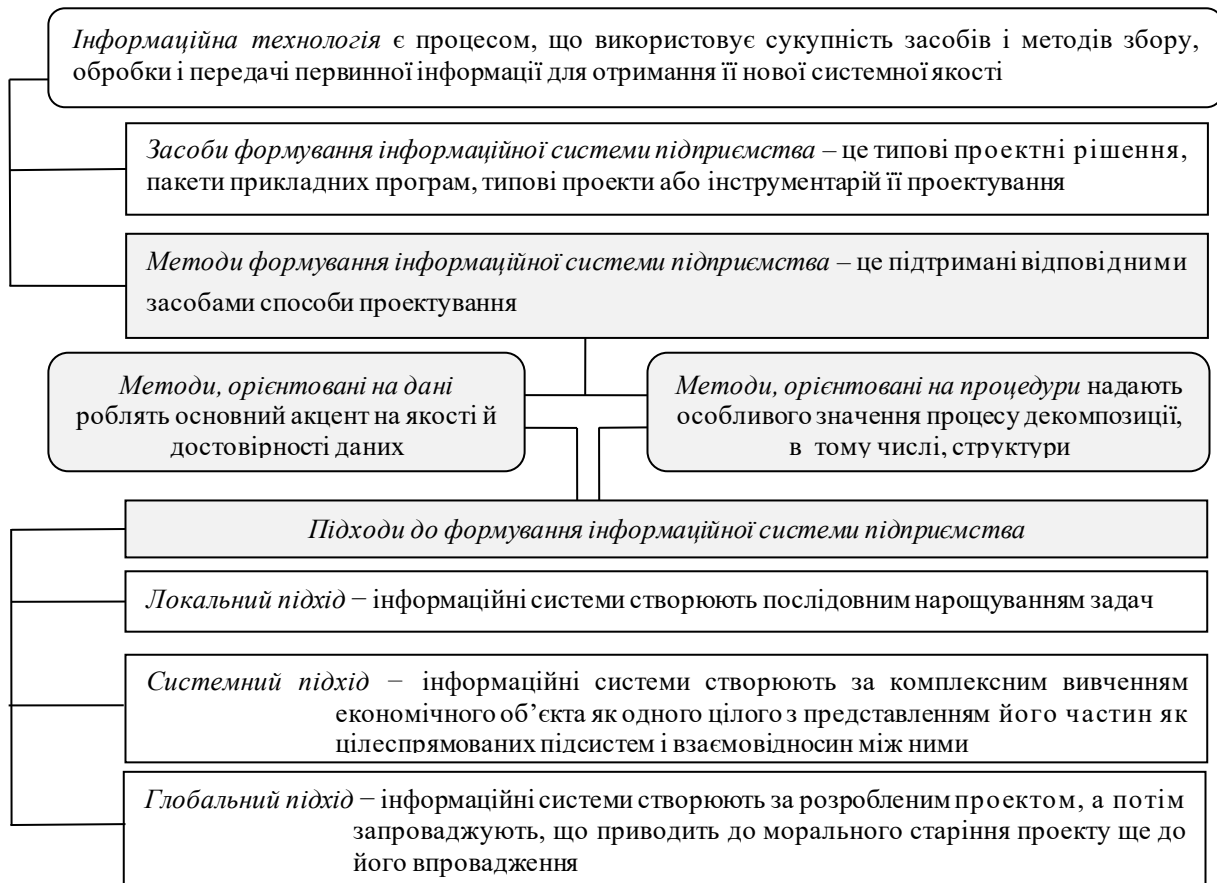 Інформаційна технологія є процесом, що використовує сукупність засобів і методів збору,
обробки і передачі первинної інформації для отримання її нової системної якості
Засоби формування інформаційної системи підприємства – це типові проектні рішення,
пакети прикладних програм, типові проекти або інструментарій її проектування
Методи формування інформаційної системи підприємства – це підтримані відповідними
засобами способи проектування
Методи, орієнтовані на дані
роблять основний акцент на якості й
достовірності даних
Методи, орієнтовані на процедури надають
особливого значення процесу декомпозиції,
в тому числі, структури
Підходи до формування інформаційної системи підприємства
Локальний підхід − інформаційні системи створюють послідовним нарощуванням задач
Системний підхід − інформаційні системи створюють за комплексним вивченням
економічного об’єкта як одного цілого з представленням його частин як
цілеспрямованих підсистем і взаємовідносин між ними
Глобальний підхід − інформаційні системи створюють за розробленим проектом, а потім
запроваджують, що приводить до морального старіння проекту ще до
його впровадження